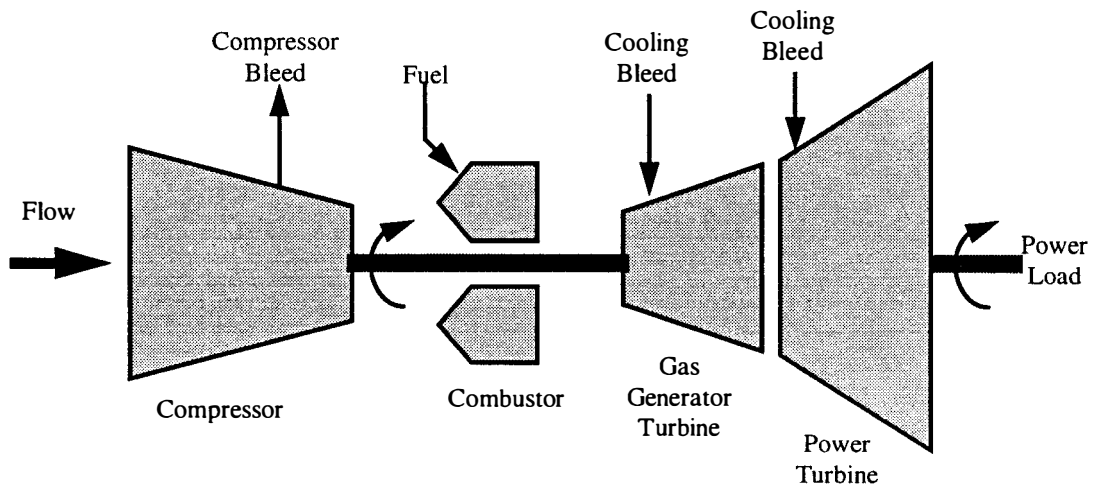 Compressor
Bleed
Fuel
Cooling
Bleed
Cooling
Bleed
Flow
Power
Load
Compressor
Combustor
Gas
Generator
Turbine
Power
Turbine